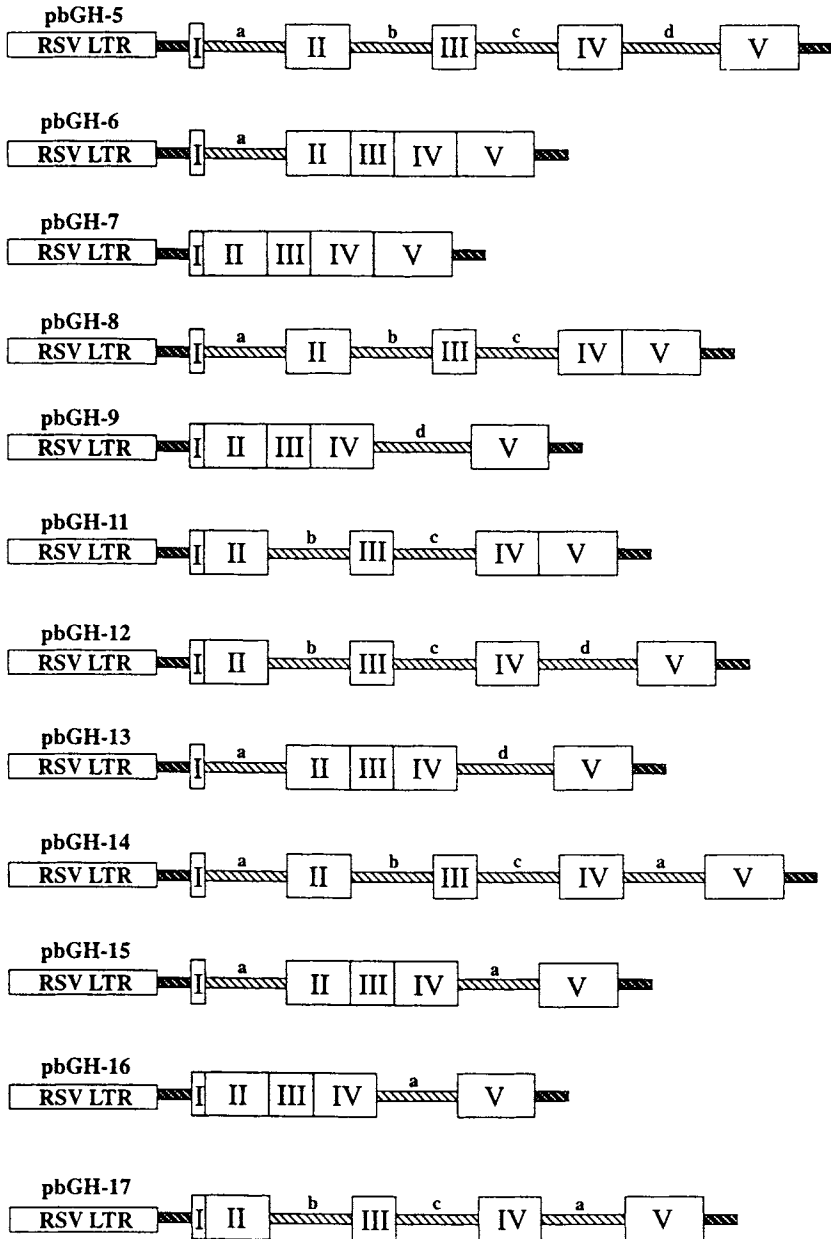 pbGH-5
RSV LTR I a II b III c IV d V
pbGH-6
RSV LTR I a II III IV V
pbGH-7
RSV LTR I II III IV V
pbGH-8
RSV LTR I a II b III c IV V
pbGH-9
RSV LTR I II III IV d V
pbGH-11
RSV LTR I II b III c IV V
pbGH-12
RSV LTR I II b III c IV d V
pbGH-13
RSV LTR I a II III IV d V
pbGH-14
RSV LTR I a II b III c IV a V
pbGH-15
RSV LTR I a II III IV a V
pbGH-16
RSV LTR I II III IV a V
pbGH-17
RSV LTR I II b III c IV a V